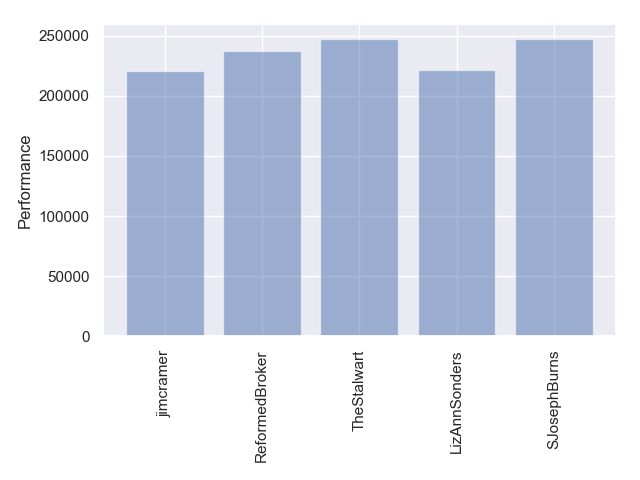 250000
200000
150000
100000
50000
0
Performance
jimcramer
ReformedBroker
TheStalwart
LizAnnSonders
SJosephBurns